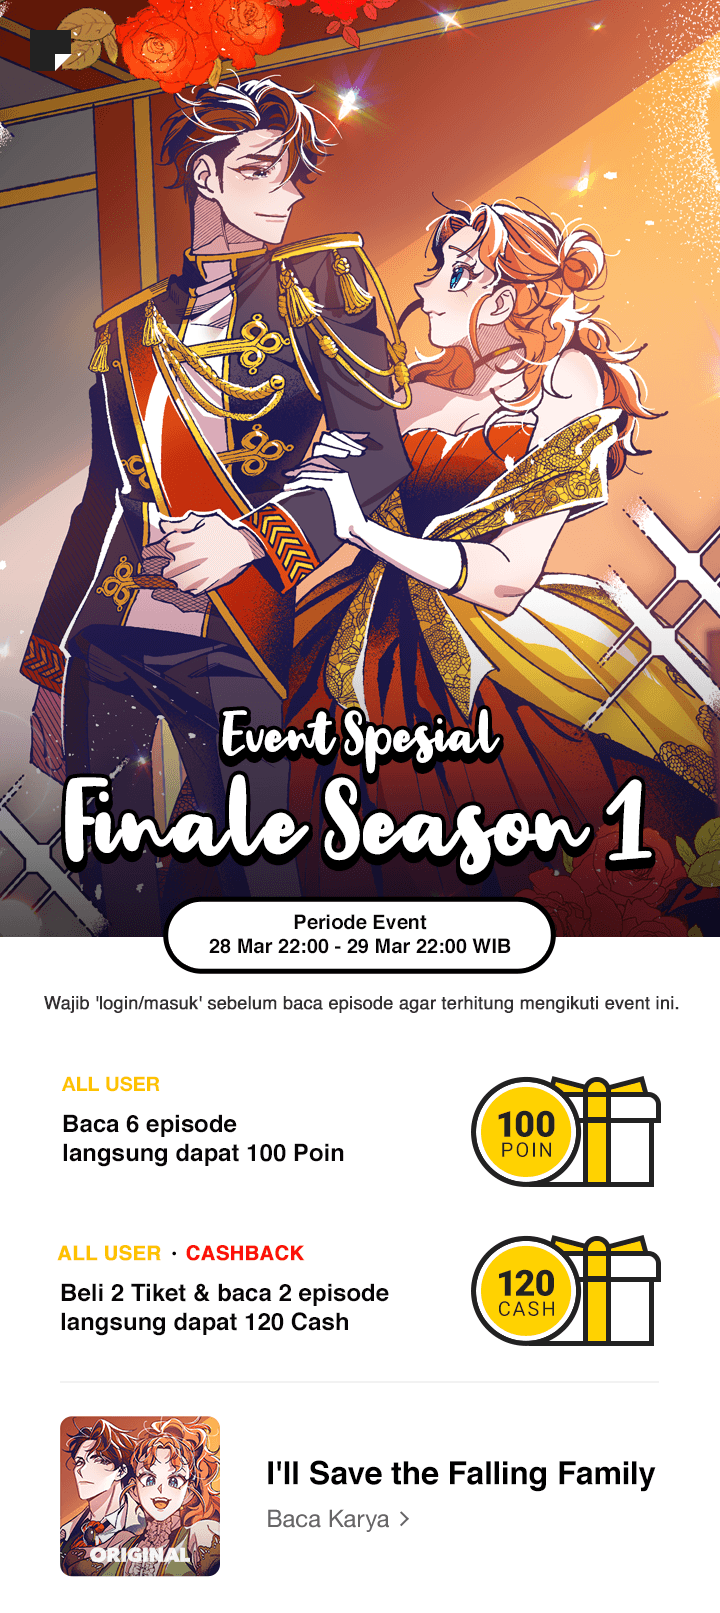 Event Spesial
Finale Season 1
Periode Event
28 Mar 22:00 - 29 Mar 22:00 WIB
Wajib 'login/masuk' sebelum baca episode agar terhitung mengikuti event ini.
ALL USER
Baca 6 episode
langsung dapat 100 Poin
100
POIN
ALL USER · CASHBACK
Beli 2 Tiket & baca 2 episode
langsung dapat 120 Cash
120
CASH
I'll Save the Falling Family
Baca Karya >
ORIGINAL